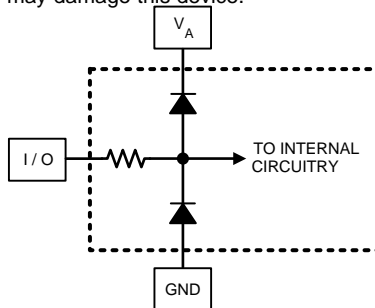 may damage this device.
VA
I / O
TO INTERNAL
CIRCUITRY
GND